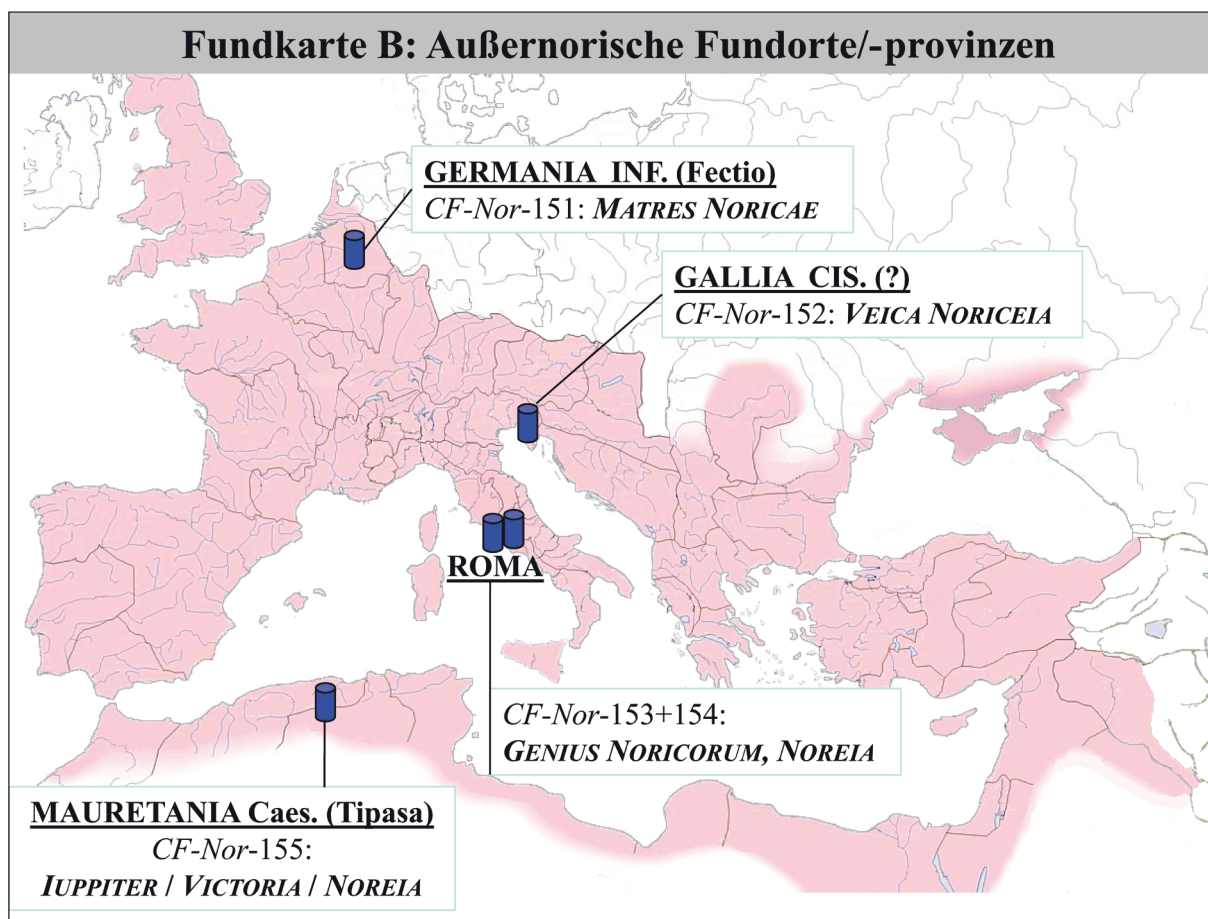 Fundkarte B: Außernorische Fundorte/-provinzen
GERMANIA INF. (Fectio)
CF-Nor-151: MATRES NORICAE
GALLIA CIS. (?)
CF-Nor-152: VEICA NORICEIA
ROMA
CF-Nor-153+154:
GENIUS NORICORUM, NOREIA
MAURETANIA Caes. (Tipasa)
CF-Nor-155:
IUPPITER / VICTORIA / NOREIA